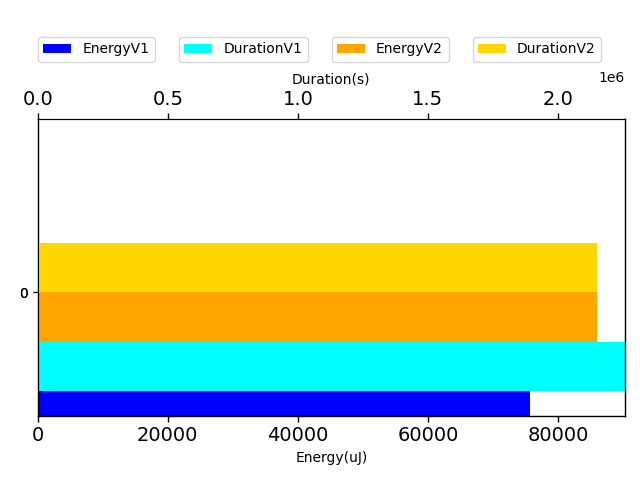 EnergyV1 DurationV1 EnergyV2 DurationV2
Duration(s)
1e6
0.0 0.5 1.0 1.5 2.0
0
0 20000 40000 60000 80000
Energy(uJ)